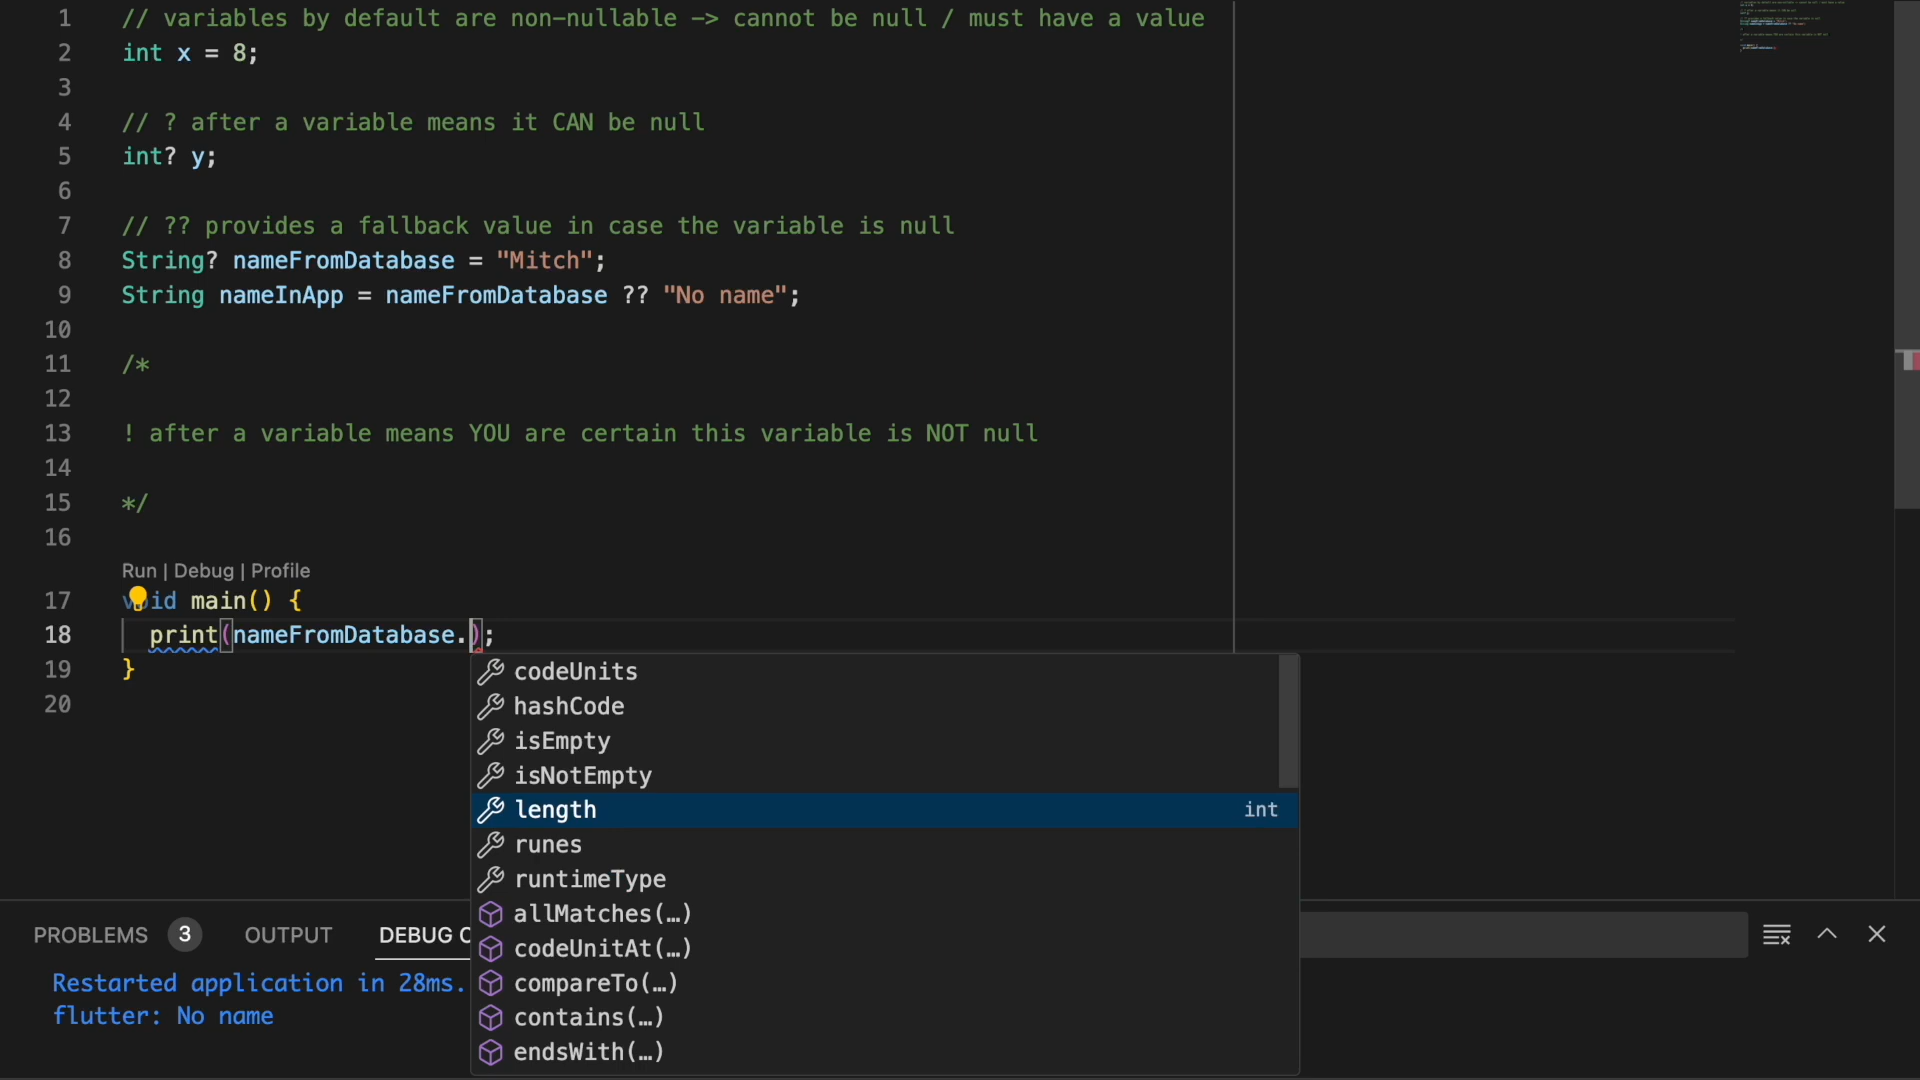 1 // variables by default are non-nullable -> cannot be null / must have a value
2 int x = 8;
3
4 // ? after a variable means it CAN be null
5 int? y;
6
7 // ?? provides a fallback value in case the variable is null
8 String? nameFromDatabase = "Mitch";
9 String nameInApp = nameFromDatabase ?? "No name";
10
11 /*
12
13 ! after a variable means YOU are certain this variable is NOT null
14
15 */
16
Run | Debug | Profile
17 void main() {
18 print(nameFromDatabase.);
19 }
20
codeUnits
hashCode
isEmpty
isNotEmpty
length int
runes
runtimeType
allMatches(…)
codeUnitAt(…)
compareTo(…)
contains(…)
endsWith(…)
PROBLEMS 3 OUTPUT DEBUG C
Restarted application in 28ms.
flutter: No name